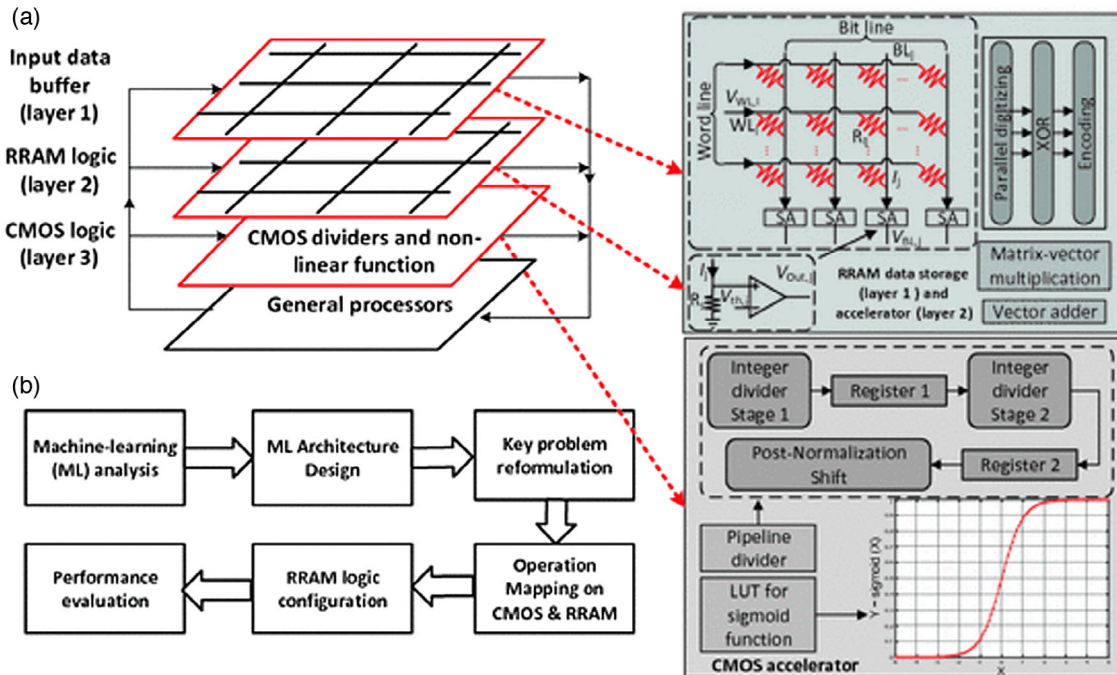 (a)
Input data
buffer
(layer 1)
RRAM logic
(layer 2)
CMOS logic
(layer 3)
CMOS dividers and non-
linear function
General processors
Bit line
BLj
Word line
VWL,i
WLi
Rij
Ij
SA SA SA SA
VBL,j
Ij
Rs
Vth,j
VOut,j
Parallel digitizing
XOR
Encoding
RRAM data storage
(layer 1 ) and
accelerator (layer 2)
Matrix-vector
multiplication
Vector adder
(b)
Machine-learning
(ML) analysis
ML Architecture
Design
Key problem
reformulation
Performance
evaluation
RRAM logic
configuration
Operation
Mapping on
CMOS & RRAM
Integer
divider
Stage 1
Register 1
Integer
divider
Stage 2
Post-Normalization
Shift
Register 2
Pipeline
divider
LUT for
sigmoid
function
CMOS accelerator
Y – sigmoid (X)
X